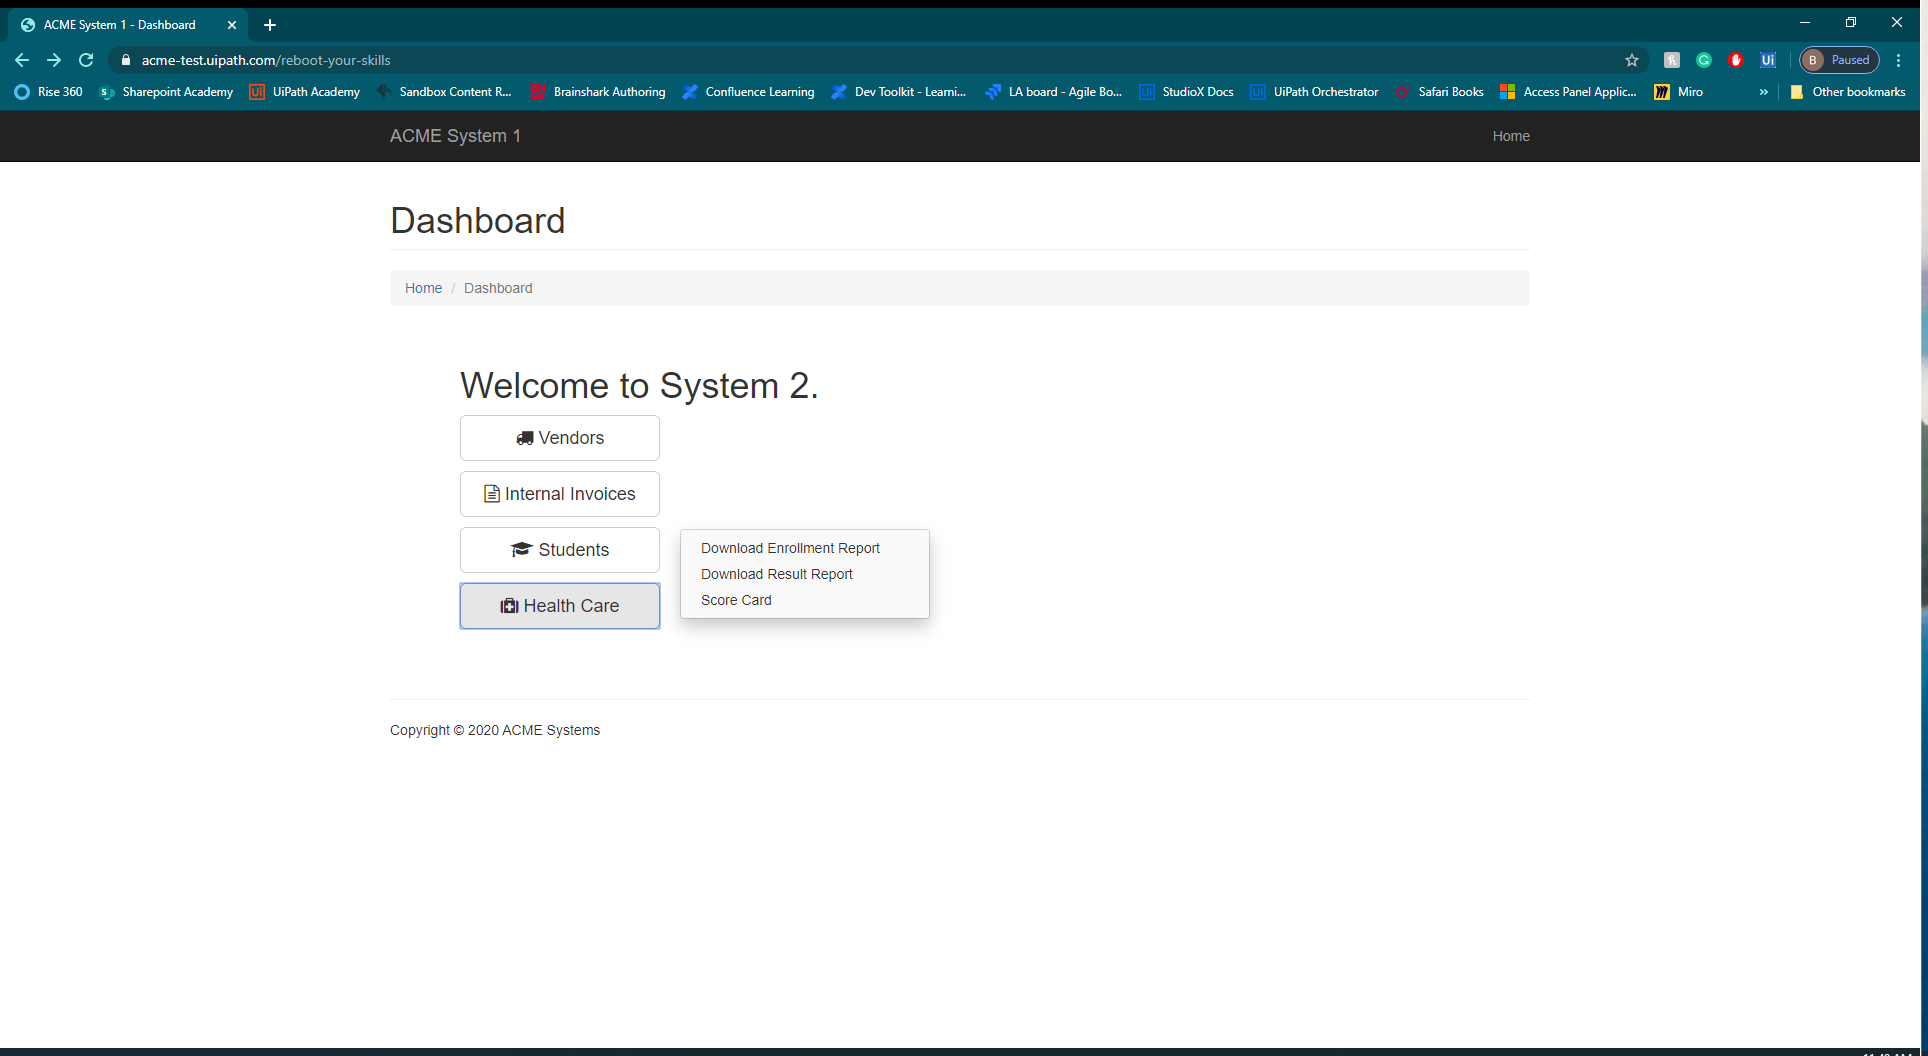 ACME System 1 - Dashboard
acme-test.uipath.com/reboot-your-skills
B Paused
Rise 360 Sharepoint Academy UiPath Academy Sandbox Content R... Brainshark Authoring Confluence Learning Dev Toolkit - Learni... LA board - Agile Bo... StudioX Docs UiPath Orchestrator Safari Books Access Panel Applic... Miro » Other bookmarks
ACME System 1 Home
Dashboard
Home / Dashboard
Welcome to System 2.
Vendors
Internal Invoices
Students
Download Enrollment Report
Download Result Report
Score Card
Health Care
Copyright © 2020 ACME Systems